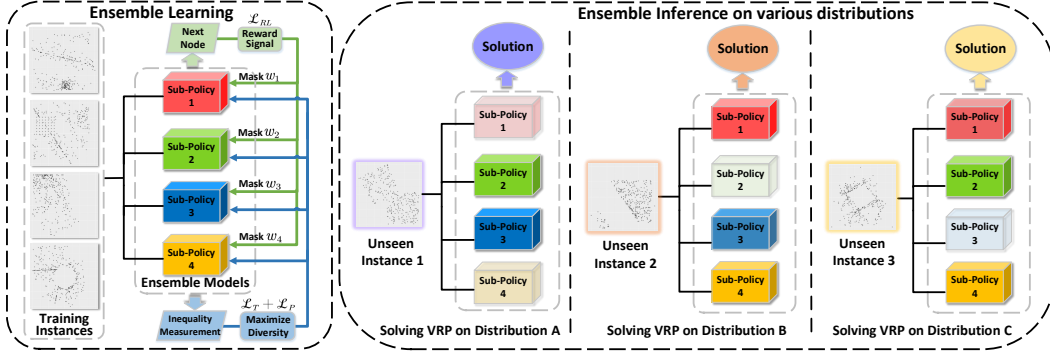 Ensemble Learning
Next
Node
ℒ_RL
Reward
Signal
Mask w₁
Sub-Policy
1
Mask w₂
Sub-Policy
2
Mask w₃
Sub-Policy
3
Mask w₄
Sub-Policy
4
Ensemble Models
Training
Instances
Inequality
Measurement
ℒ_T + ℒ_P
Maximize
Diversity
Ensemble Inference on various distributions
Solution
Sub-Policy
1
Sub-Policy
2
Sub-Policy
3
Sub-Policy
4
Unseen
Instance 1
Solving VRP on Distribution A
Solution
Sub-Policy
1
Sub-Policy
2
Sub-Policy
3
Sub-Policy
4
Unseen
Instance 2
Solving VRP on Distribution B
Solution
Sub-Policy
1
Sub-Policy
2
Sub-Policy
3
Sub-Policy
4
Unseen
Instance 3
Solving VRP on Distribution C